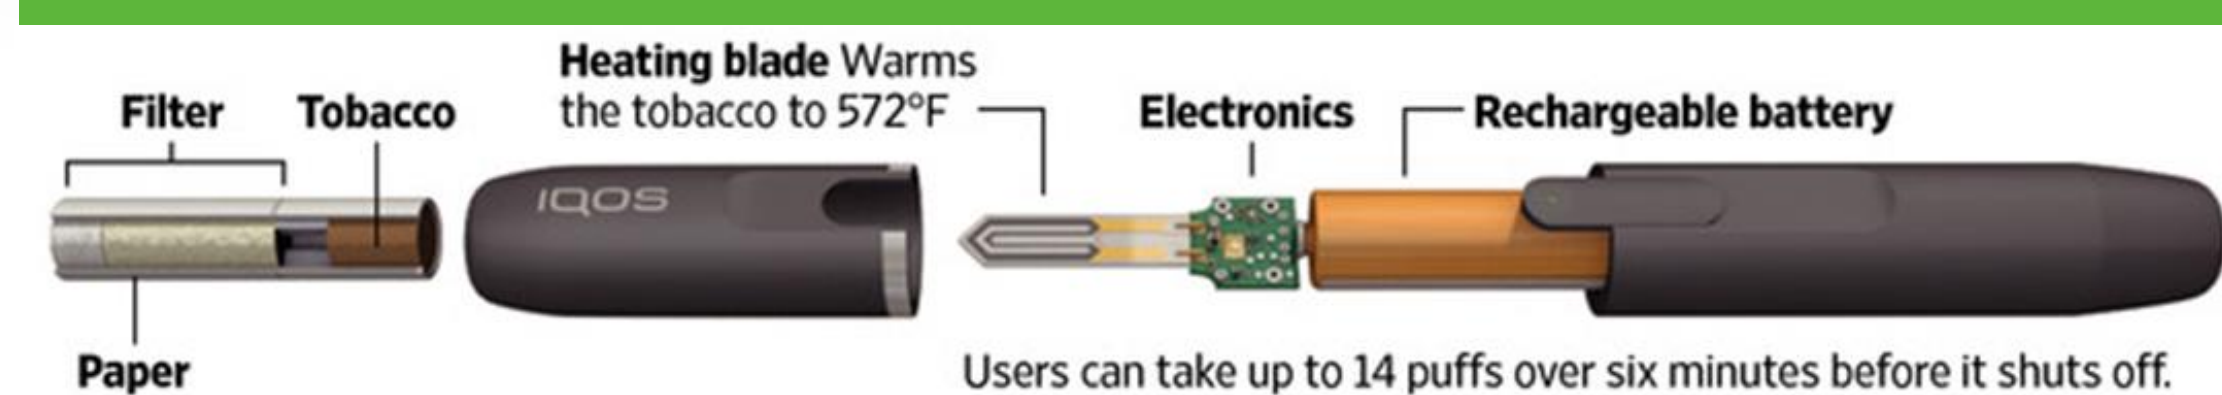 Heating blade Warms
the tobacco to 572°F
Filter
Tobacco
Electronics
Rechargeable battery
IQOS
Paper
Users can take up to 14 puffs over six minutes before it shuts off.